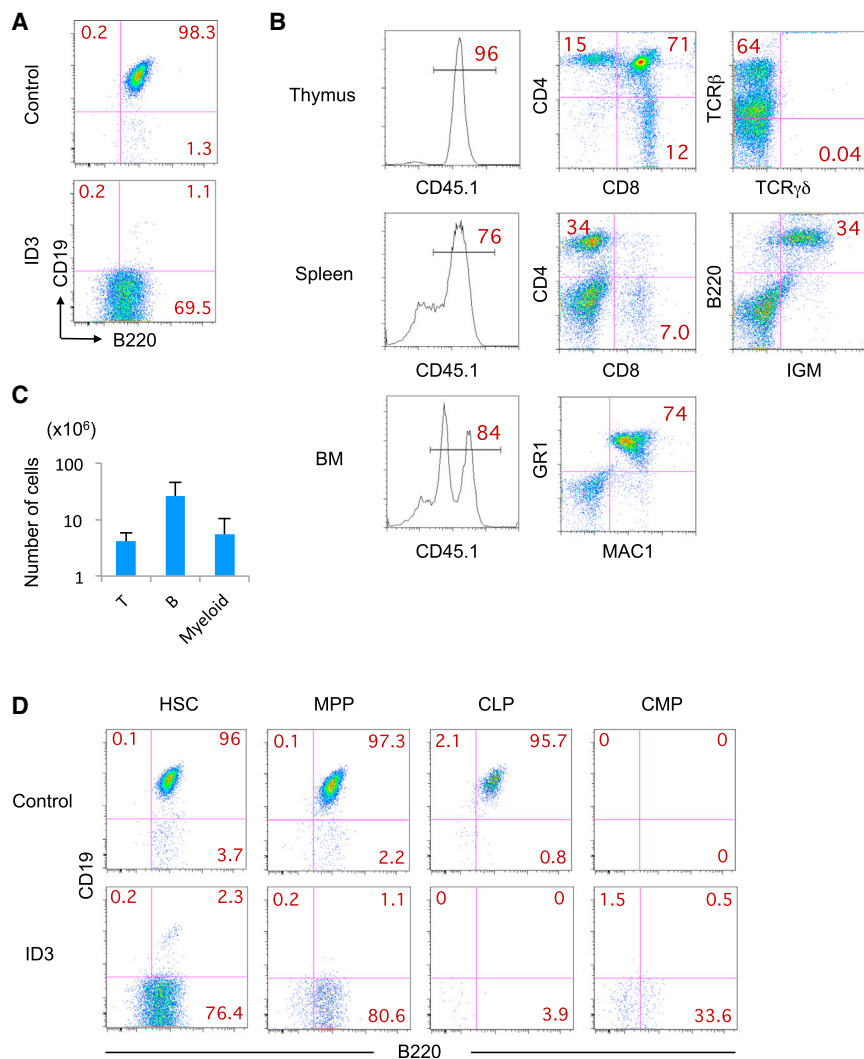 A
Control
0.2 98.3
1.3
ID3
0.2 1.1
69.5
CD19
B220
B
Thymus
96
CD45.1
15 71
12
CD4
CD8
64
0.04
TCRβ
TCRγδ
Spleen
76
CD45.1
34
7.0
CD4
CD8
34
B220
IGM
BM
84
CD45.1
74
GR1
MAC1
C
(x10⁶)
Number of cells
100
10
1
T
B
Myeloid
D
HSC MPP CLP CMP
Control
0.1 96
3.7
0.1 97.3
2.2
2.1 95.7
0.8
0 0
0
CD19
ID3
0.2 2.3
76.4
0.2 1.1
80.6
0 0
3.9
1.5 0.5
33.6
B220